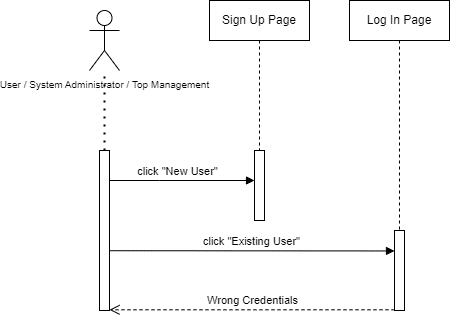 Sign Up Page
Log In Page
User / System Administrator / Top Management
click "New User"
click "Existing User"
Wrong Credentials